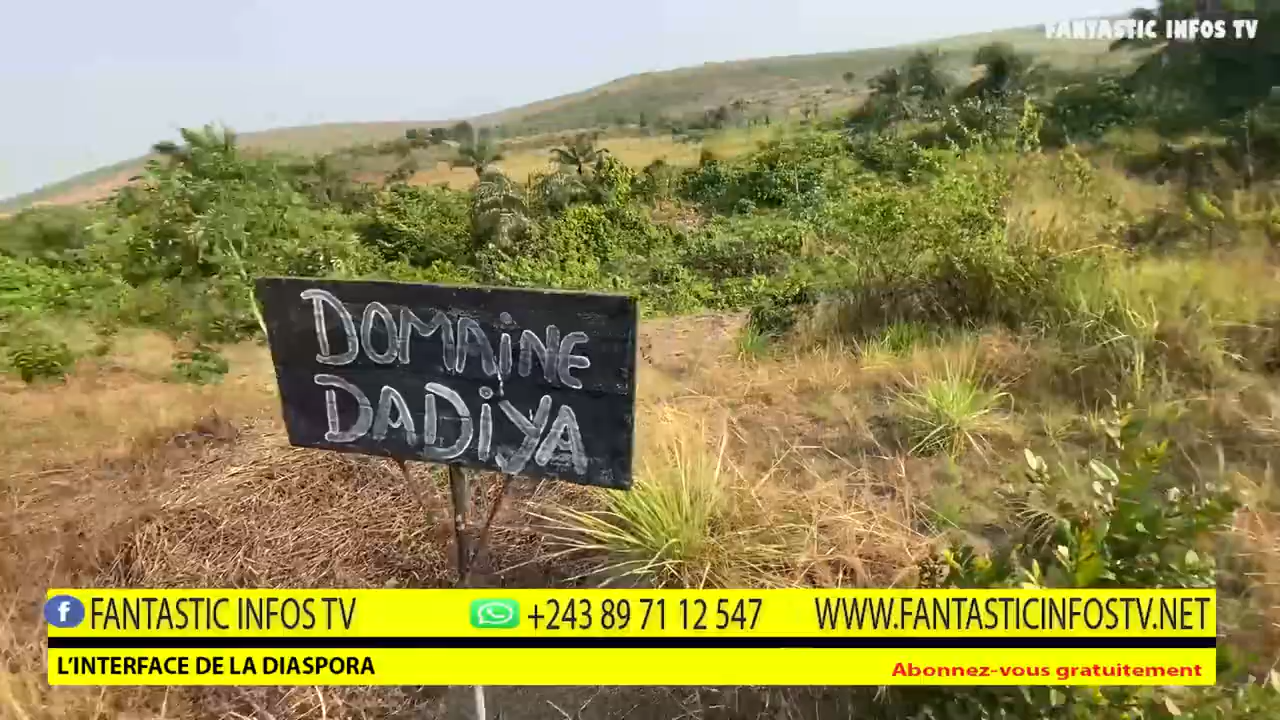 FANTASTIC INFOS TV
DOMAiNE
DADiYA
FANTASTIC INFOS TV
+243 89 71 12 547
WWW.FANTASTICINFOSTV.NET
L'INTERFACE DE LA DIASPORA
Abonnez-vous gratuitement